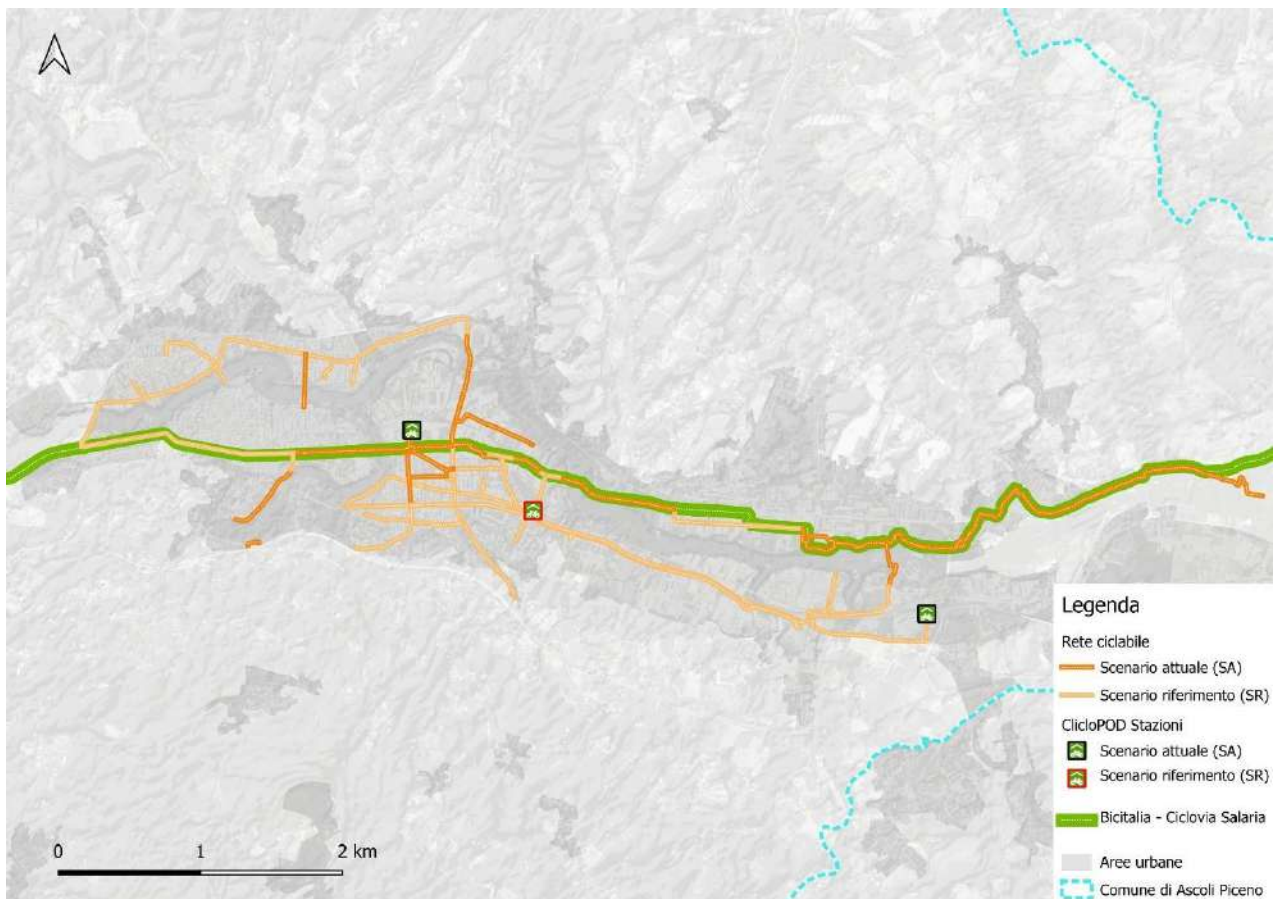 Legenda
Rete ciclabile
Scenario attuale (SA)
Scenario riferimento (SR)
ClicloPOD Stazioni
Scenario attuale (SA)
Scenario riferimento (SR)
Bicitalia - Ciclovia Salaria
Aree urbane
Comune di Ascoli Piceno
0 1 2 km